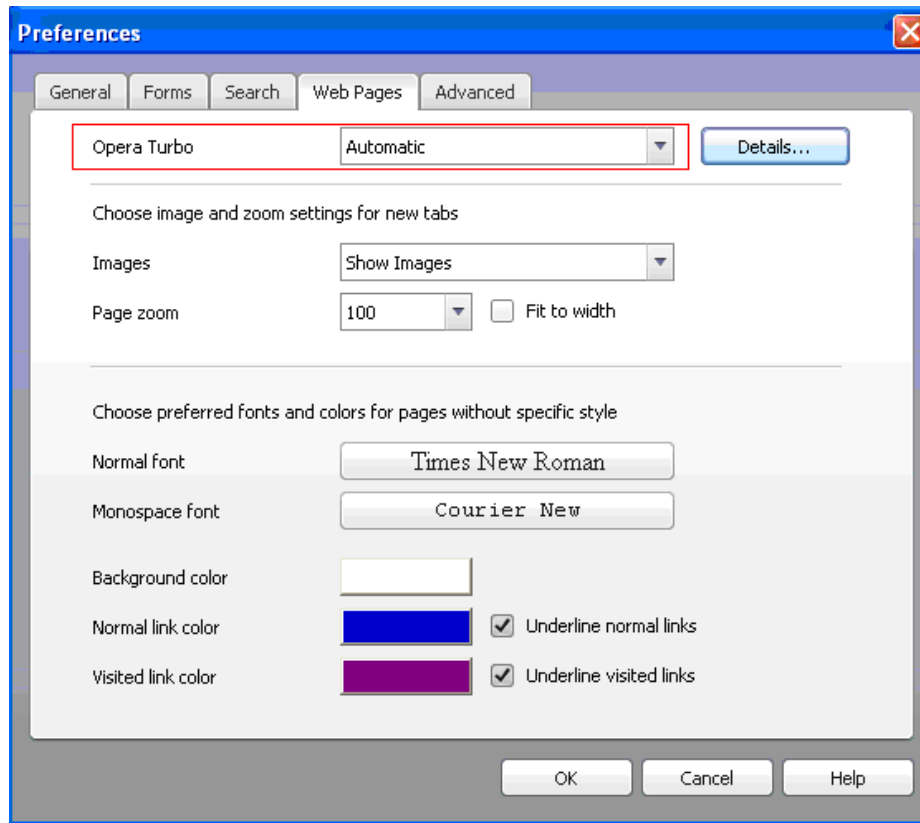 Preferences
General Forms Search Web Pages Advanced
Opera Turbo Automatic Details...
Choose image and zoom settings for new tabs
Images Show Images
Page zoom 100 Fit to width
Choose preferred fonts and colors for pages without specific style
Normal font Times New Roman
Monospace font Courier New
Background color
Normal link color Underline normal links
Visited link color Underline visited links
OK Cancel Help